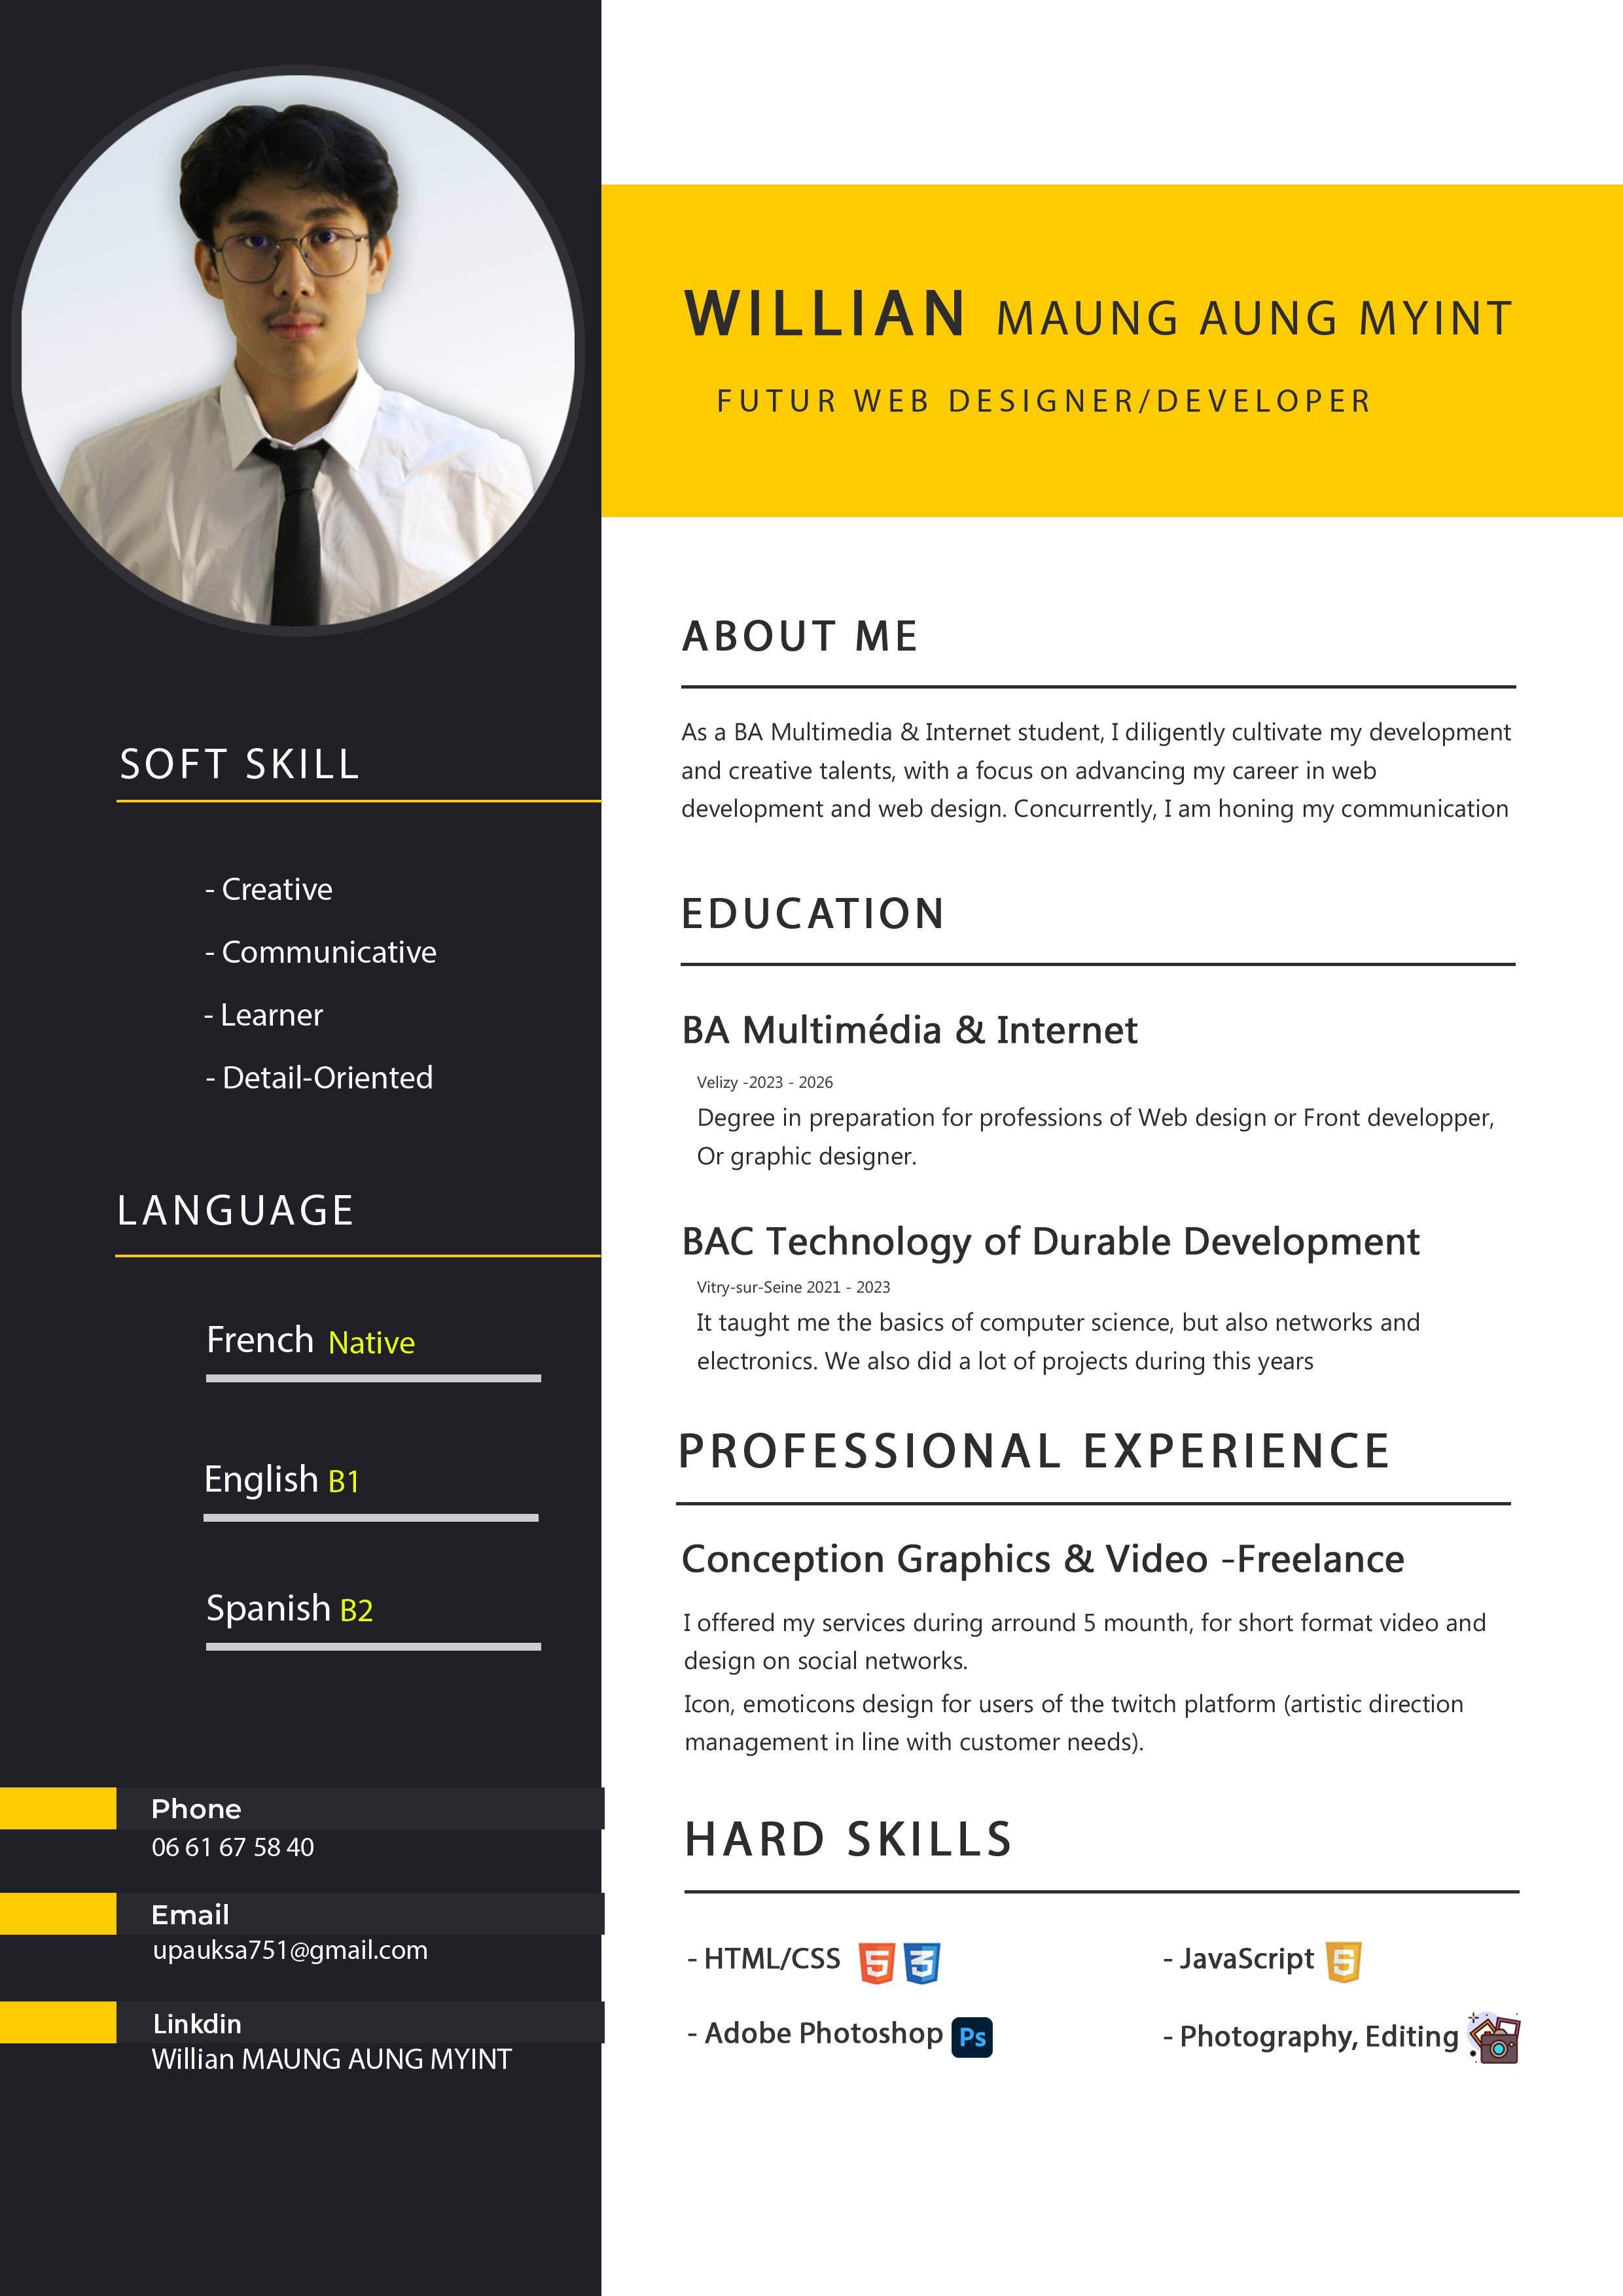 WILLIAN MAUNG AUNG MYINT
FUTUR WEB DESIGNER/DEVELOPER
SOFT SKILL
- Creative
- Communicative
- Learner
- Detail-Oriented
LANGUAGE
French Native
English B1
Spanish B2
Phone
06 61 67 58 40
Email
upauksa751@gmail.com
Linkdin
Willian MAUNG AUNG MYINT
ABOUT ME
As a BA Multimedia & Internet student, I diligently cultivate my development
and creative talents, with a focus on advancing my career in web
development and web design. Concurrently, I am honing my communication
EDUCATION
BA Multimédia & Internet
Velizy -2023 - 2026
Degree in preparation for professions of Web design or Front developper,
Or graphic designer.
BAC Technology of Durable Development
Vitry-sur-Seine 2021 - 2023
It taught me the basics of computer science, but also networks and
electronics. We also did a lot of projects during this years
PROFESSIONAL EXPERIENCE
Conception Graphics & Video -Freelance
I offered my services during arround 5 mounth, for short format video and
design on social networks.
Icon, emoticons design for users of the twitch platform (artistic direction
management in line with customer needs).
HARD SKILLS
- HTML/CSS 5 3
- JavaScript 5
- Adobe Photoshop Ps
- Photography, Editing